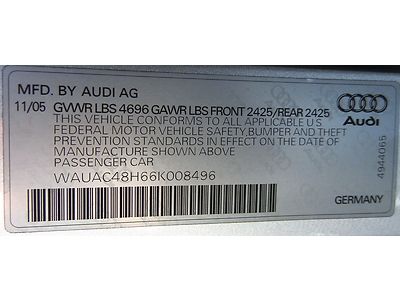 MFD. BY AUDI AG
11/05 GVWR LBS 4696 GAWR LBS FRONT 2425/REAR 2425
THIS VEHICLE CONFORMS TO ALL APPLICABLE U.S
FEDERAL MOTOR VEHICLE SAFETY, BUMPER AND THEFT
PREVENTION STANDARDS IN EFFECT ON THE DATE OF
MANUFACTURE SHOWN ABOVE.
PASSENGER CAR
WAUAC48H66K008496
Audi
4944065
GERMANY